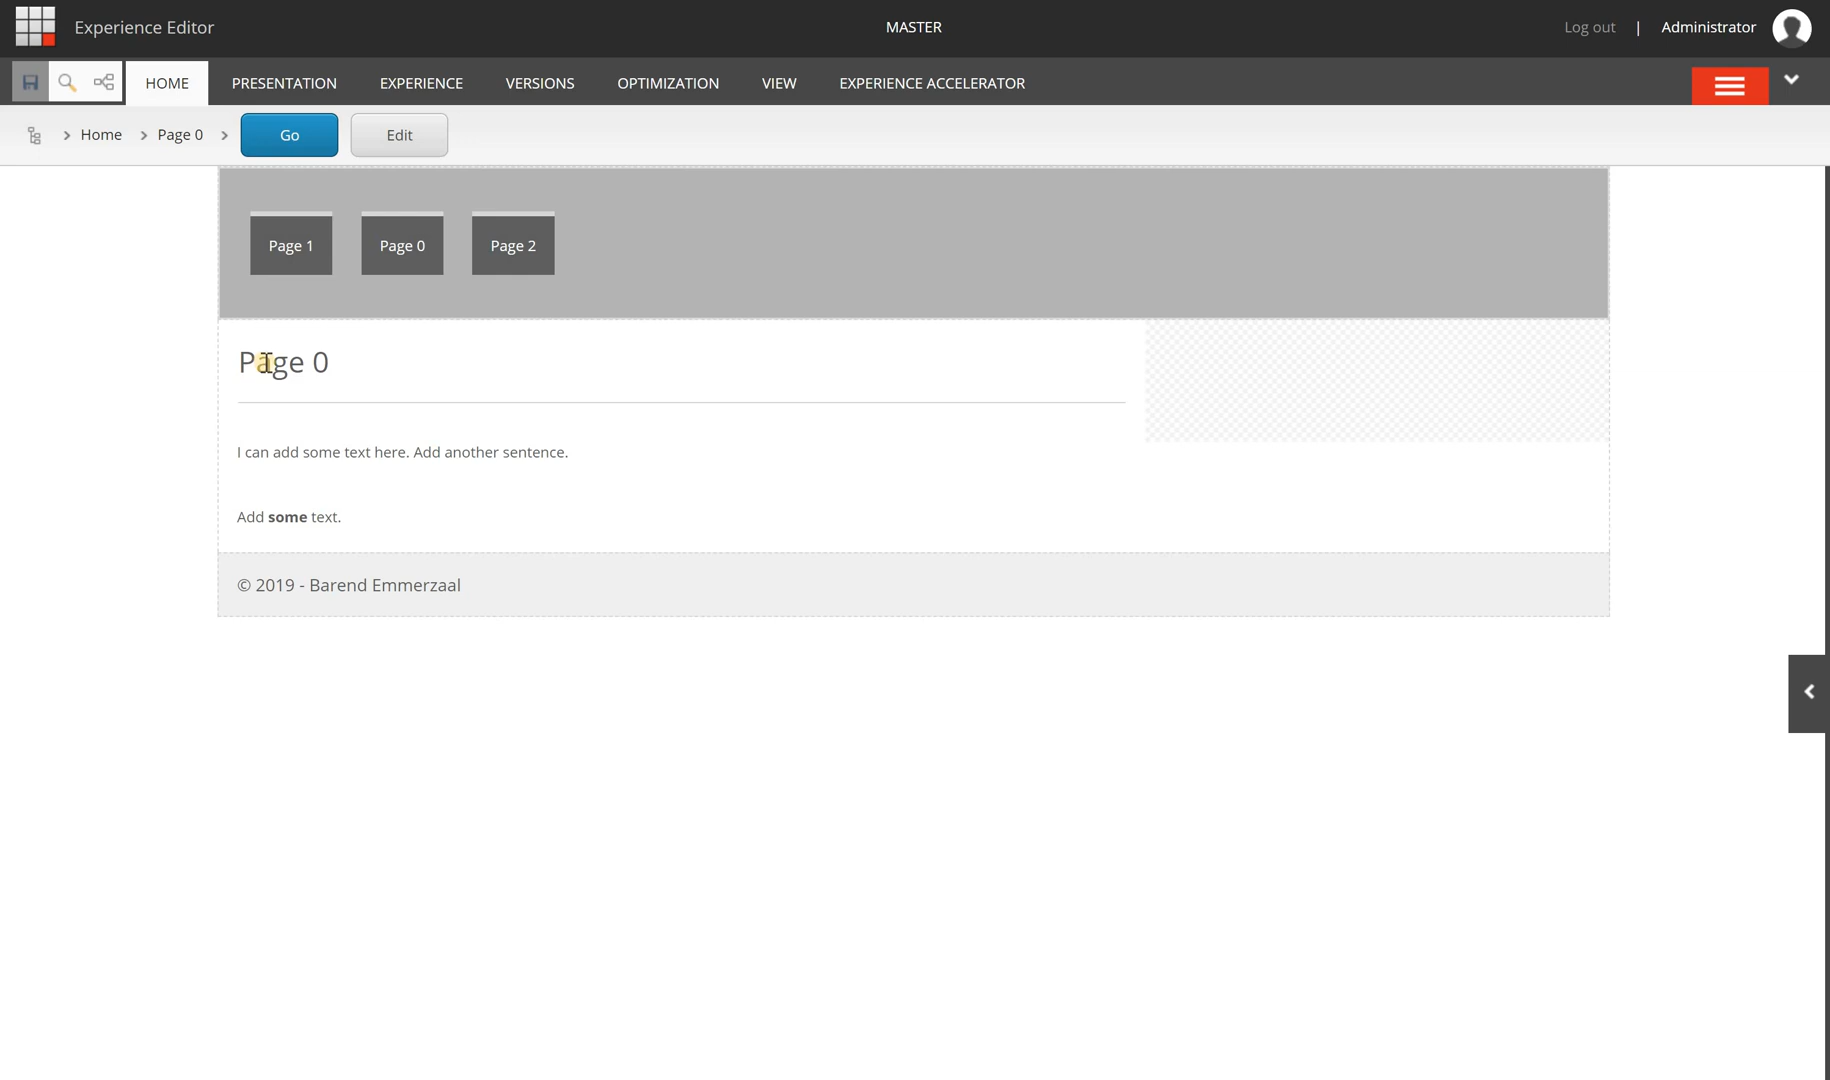 Experience Editor MASTER Log out | Administrator
HOME PRESENTATION EXPERIENCE VERSIONS OPTIMIZATION VIEW EXPERIENCE ACCELERATOR
Home Page 0 Go Edit
Page 1 Page 0 Page 2
Page 0
I can add some text here. Add another sentence.
Add some text.
© 2019 - Barend Emmerzaal